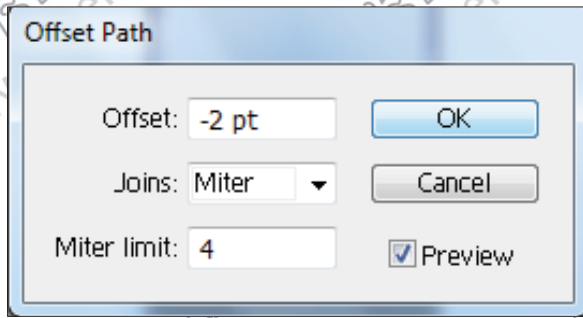 Offset Path
Offset: -2 pt OK
Joins: Miter Cancel
Miter limit: 4 Preview